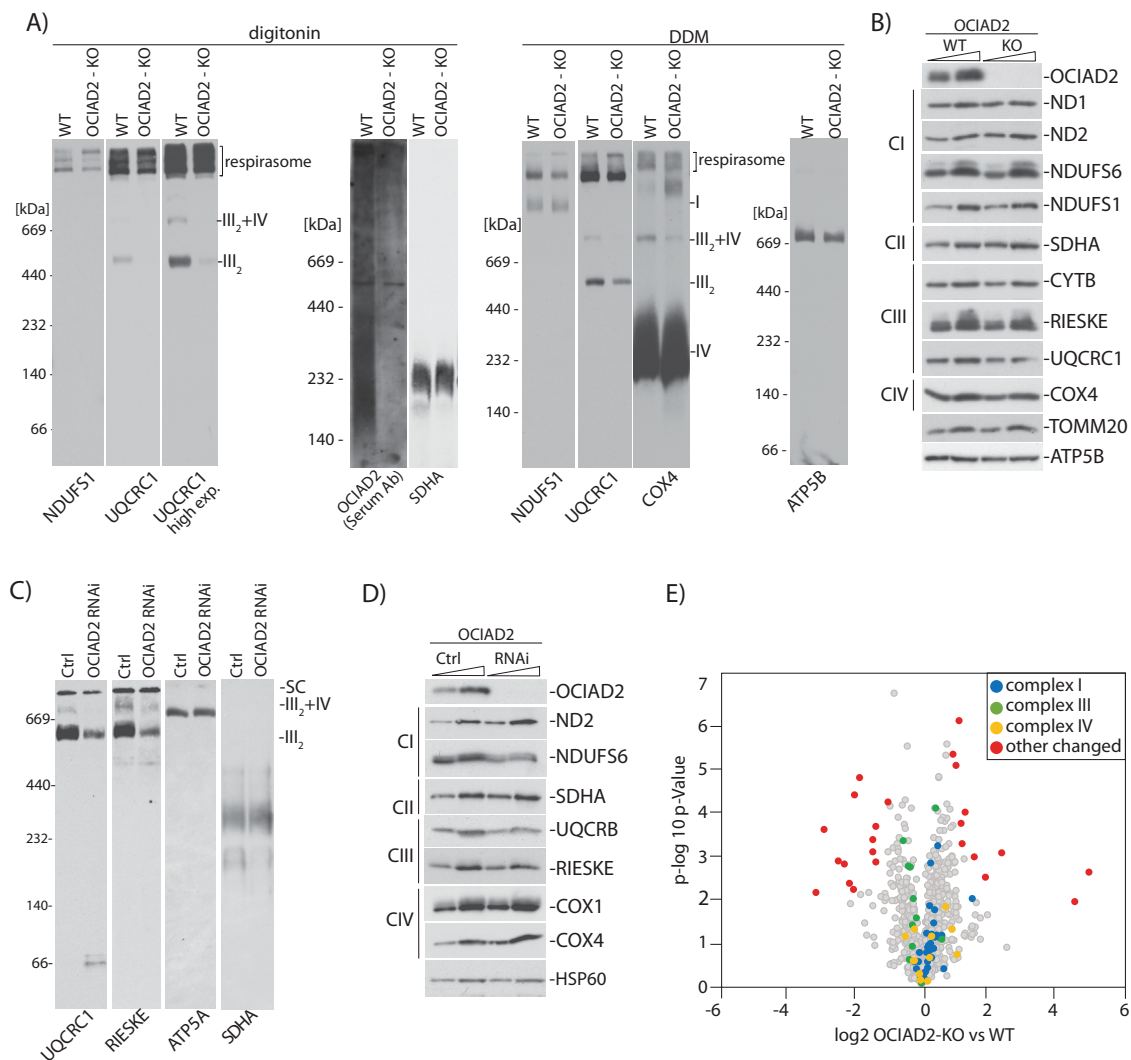 A)
digitonin
WT
OCIAD2 - KO
WT
OCIAD2 - KO
WT
OCIAD2 - KO
respirasome
[kDa]
669
440
232
140
66
-III2+IV
-III2
NDUFS1
UQCRC1
UQCRC1
high exp.
WT
OCIAD2 - KO
WT
OCIAD2 - KO
[kDa]
669 -
440 -
232 -
140 -
OCIAD2
(Serum Ab)
SDHA
DDM
WT
OCIAD2 - KO
WT
OCIAD2 - KO
WT
OCIAD2 - KO
respirasome
-I
-III2+IV
-III2
-IV
[kDa]
669 -
440 -
232 -
140 -
NDUFS1
UQCRC1
COX4
WT
OCIAD2 - KO
[kDa]
669 -
440 -
232 -
140 -
66 -
ATP5B
B)
OCIAD2
WT KO
-OCIAD2
CI
-ND1
-ND2
-NDUFS6
-NDUFS1
CII
-SDHA
CIII
-CYTB
-RIESKE
-UQCRC1
CIV
-COX4
-TOMM20
-ATP5B
C)
Ctrl
OCIAD2 RNAi
Ctrl
OCIAD2 RNAi
Ctrl
OCIAD2 RNAi
Ctrl
OCIAD2 RNAi
-SC
-III2+IV
-III2
669-
440-
232-
140-
66-
UQCRC1
RIESKE
ATP5A
SDHA
D)
OCIAD2
Ctrl RNAi
-OCIAD2
CI
-ND2
-NDUFS6
CII
-SDHA
CIII
-UQCRB
-RIESKE
CIV
-COX1
-COX4
-HSP60
E)
complex I
complex III
complex IV
other changed
p-log 10 p-Value
7
6
5
4
3
2
1
0
-6 -4 -2 0 2 4 6
log2 OCIAD2-KO vs WT